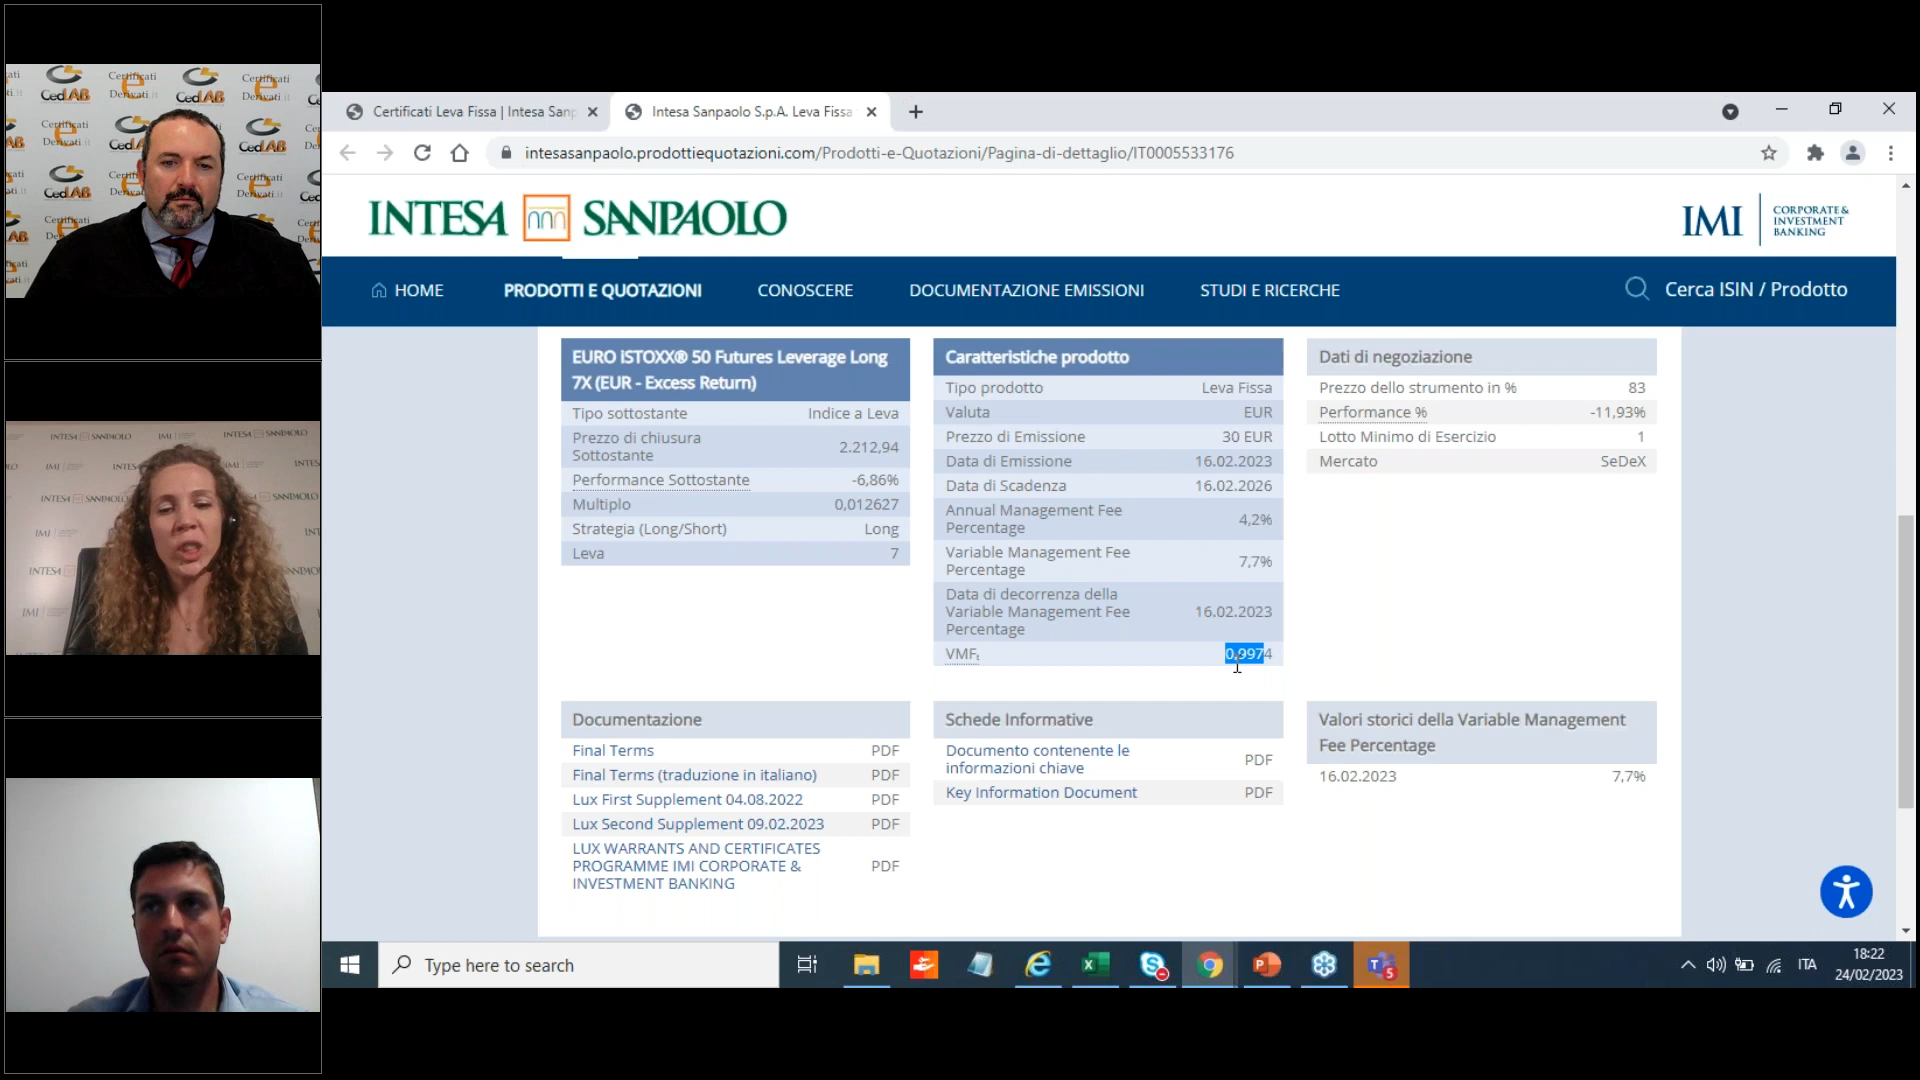 Certificati Leva Fissa | Intesa Sanp
Intesa Sanpaolo S.p.A. Leva Fissa
intesasanpaolo.prodottiequotazioni.com/Prodotti-e-Quotazioni/Pagina-di-dettaglio/IT0005533176
INTESA SANPAOLO
IMI CORPORATE & INVESTMENT BANKING
HOME
PRODOTTI E QUOTAZIONI
CONOSCERE
DOCUMENTAZIONE EMISSIONI
STUDI E RICERCHE
Cerca ISIN / Prodotto
EURO ISTOXX® 50 Futures Leverage Long
7X (EUR - Excess Return)
Tipo sottostante Indice a Leva
Prezzo di chiusura
Sottostante 2.212,94
Performance Sottostante -6,86%
Multiplo 0,012627
Strategia (Long/Short) Long
Leva 7
Caratteristiche prodotto
Tipo prodotto Leva Fissa
Valuta EUR
Prezzo di Emissione 30 EUR
Data di Emissione 16.02.2023
Data di Scadenza 16.02.2026
Annual Management Fee
Percentage 4,2%
Variable Management Fee
Percentage 7,7%
Data di decorrenza della
Variable Management Fee 16.02.2023
Percentage
VMFt 0,9974
Dati di negoziazione
Prezzo dello strumento in % 83
Performance % -11,93%
Lotto Minimo di Esercizio 1
Mercato SeDeX
Documentazione
Final Terms PDF
Final Terms (traduzione in italiano) PDF
Lux First Supplement 04.08.2022 PDF
Lux Second Supplement 09.02.2023 PDF
LUX WARRANTS AND CERTIFICATES
PROGRAMME IMI CORPORATE & PDF
INVESTMENT BANKING
Schede Informative
Documento contenente le
informazioni chiave PDF
Key Information Document PDF
Valori storici della Variable Management
Fee Percentage
16.02.2023 7,7%
Type here to search
ITA
18:22
24/02/2023
Certificati
Derivati.it
CedLAB
INTESA SANPAOLO
IMI